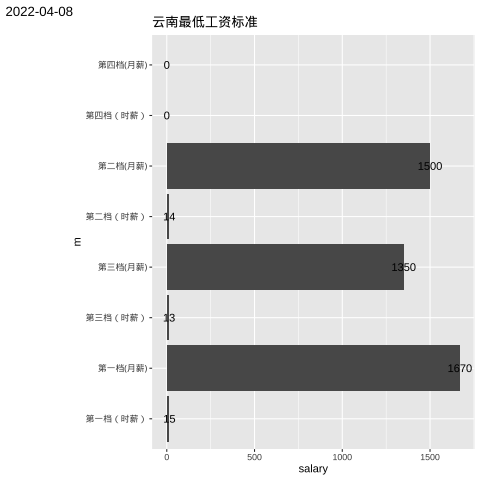 2022-04-08
云南最低工资标准
第四档(月薪) 0
第四档（时薪） 0
第二档(月薪) 1500
第二档（时薪） 14
第三档(月薪) 1350
第三档（时薪） 13
第一档(月薪) 1670
第一档（时薪） 15
m
0 500 1000 1500
salary